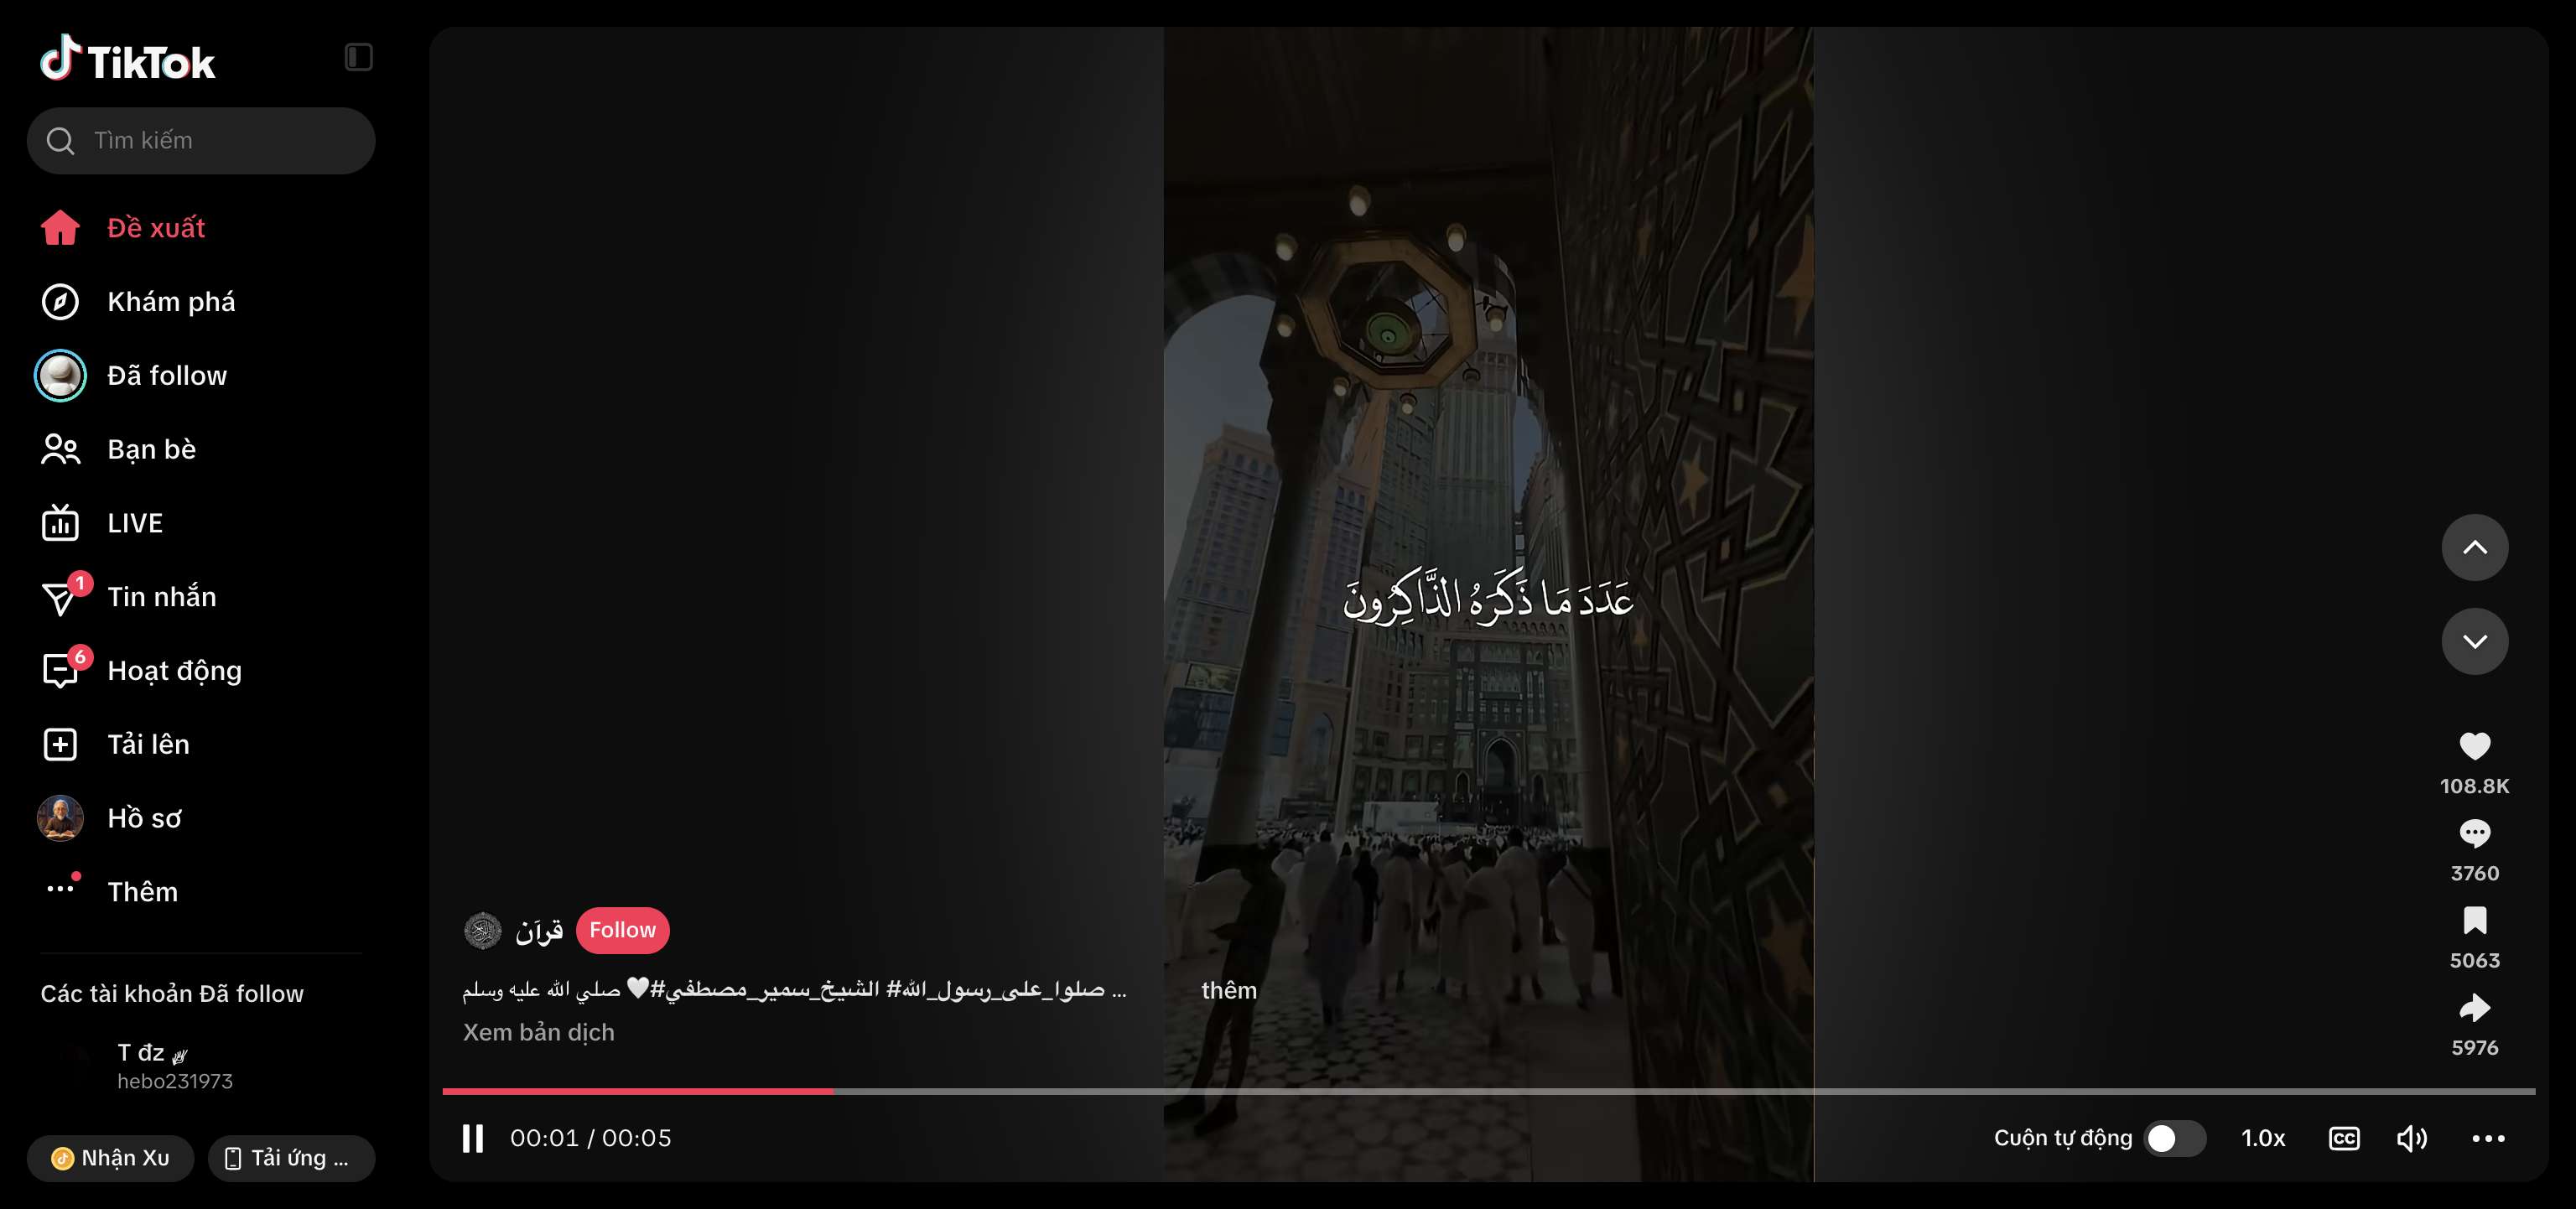 TikTok
Tìm kiếm
Đề xuất
Khám phá
Đã follow
Bạn bè
LIVE
1
Tin nhắn
6
Hoạt động
Tải lên
Hồ sơ
Thêm
Các tài khoản Đã follow
T đz
hebo231973
Nhận Xu
Tải ứng ...
عَدَدَ مَا ذَكَرَهُ الذَّاكِرُونَ
قرآن
Follow
صلي الله عليه وسلم 🤍#الشيخ_سمير_مصطفي #صلوا_على_رسول_الله ...
thêm
Xem bản dịch
00:01 / 00:05
108.8K
3760
5063
5976
Cuộn tự động
1.0x
CC